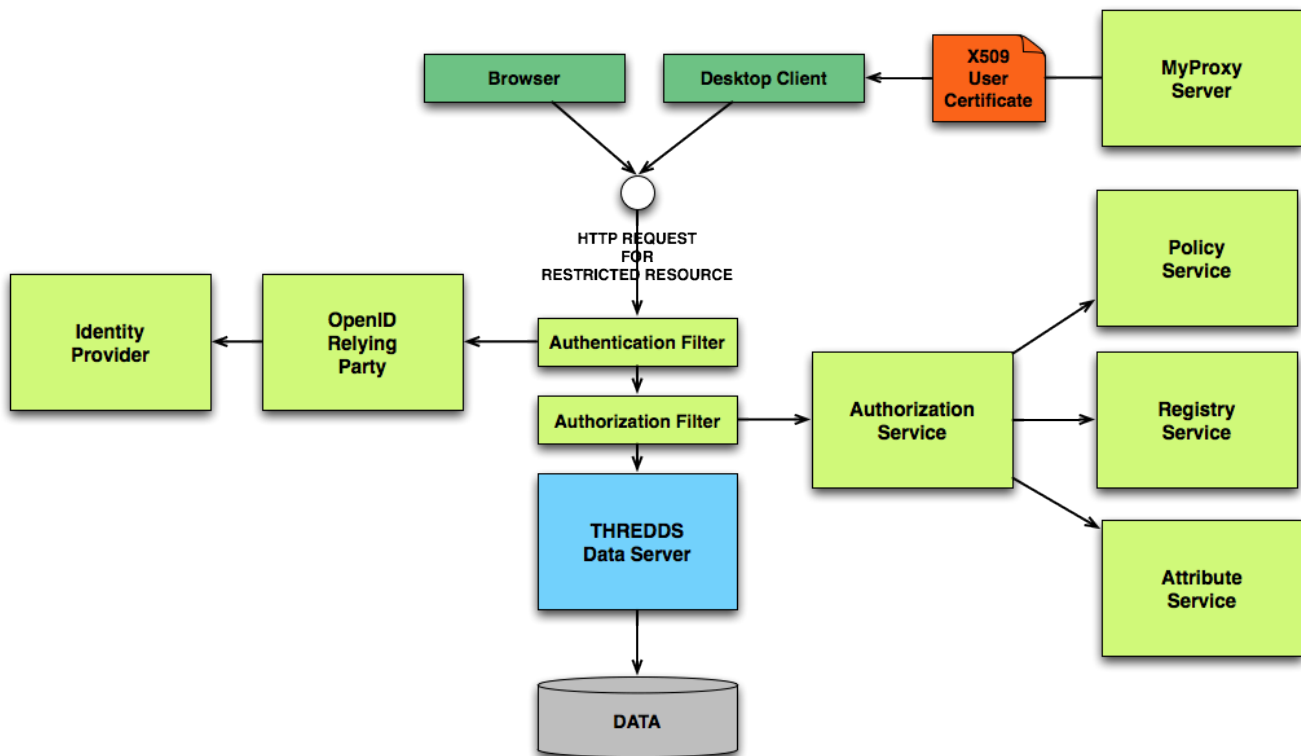 X509
User
Certificate
MyProxy
Server
Browser
Desktop Client
HTTP REQUEST
FOR
RESTRICTED RESOURCE
Policy
Service
Identity
Provider
OpenID
Relying
Party
Authentication Filter
Authorization Filter
Authorization
Service
Registry
Service
THREDDS
Data Server
Attribute
Service
DATA